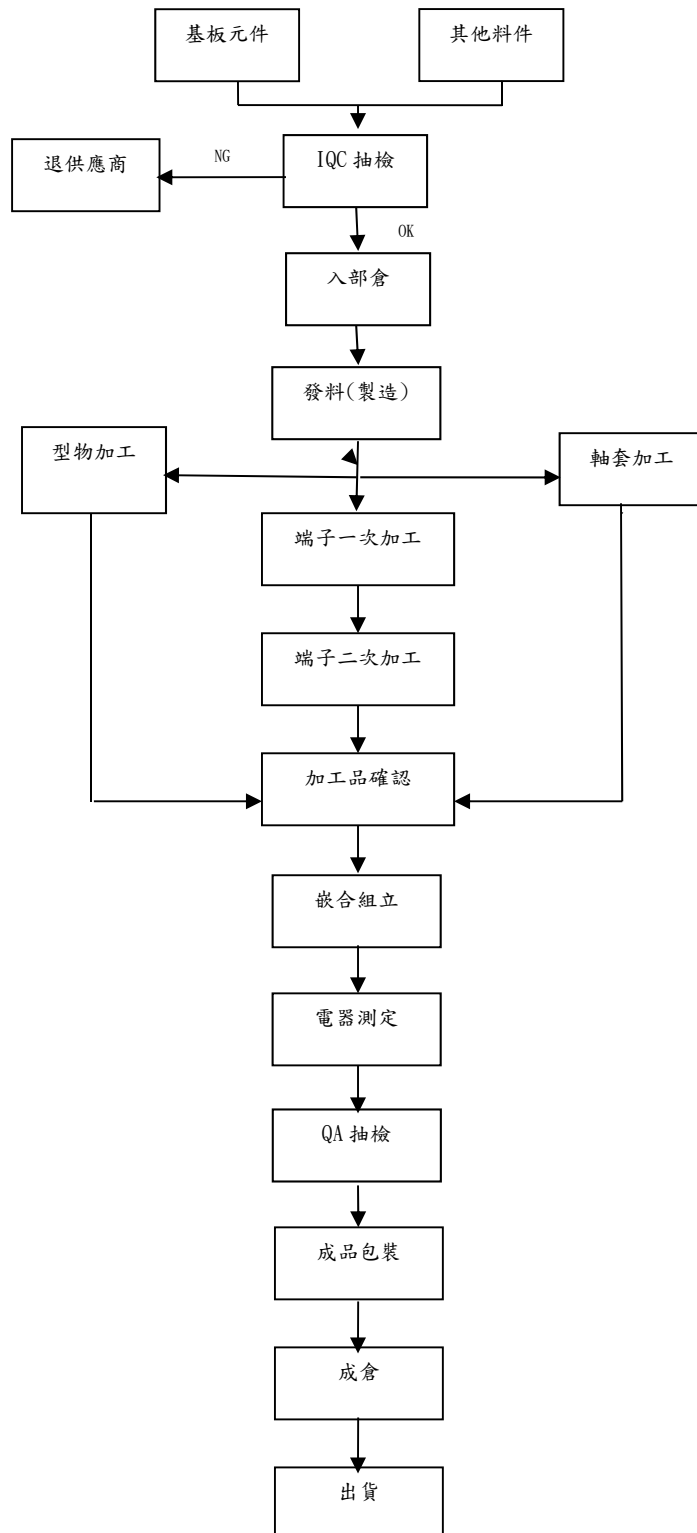 基板元件
其他料件
退供應商
NG
IQC 抽檢
OK
入部倉
發料(製造)
型物加工
軸套加工
端子一次加工
端子二次加工
加工品確認
嵌合組立
電器測定
QA 抽檢
成品包裝
成倉
出貨